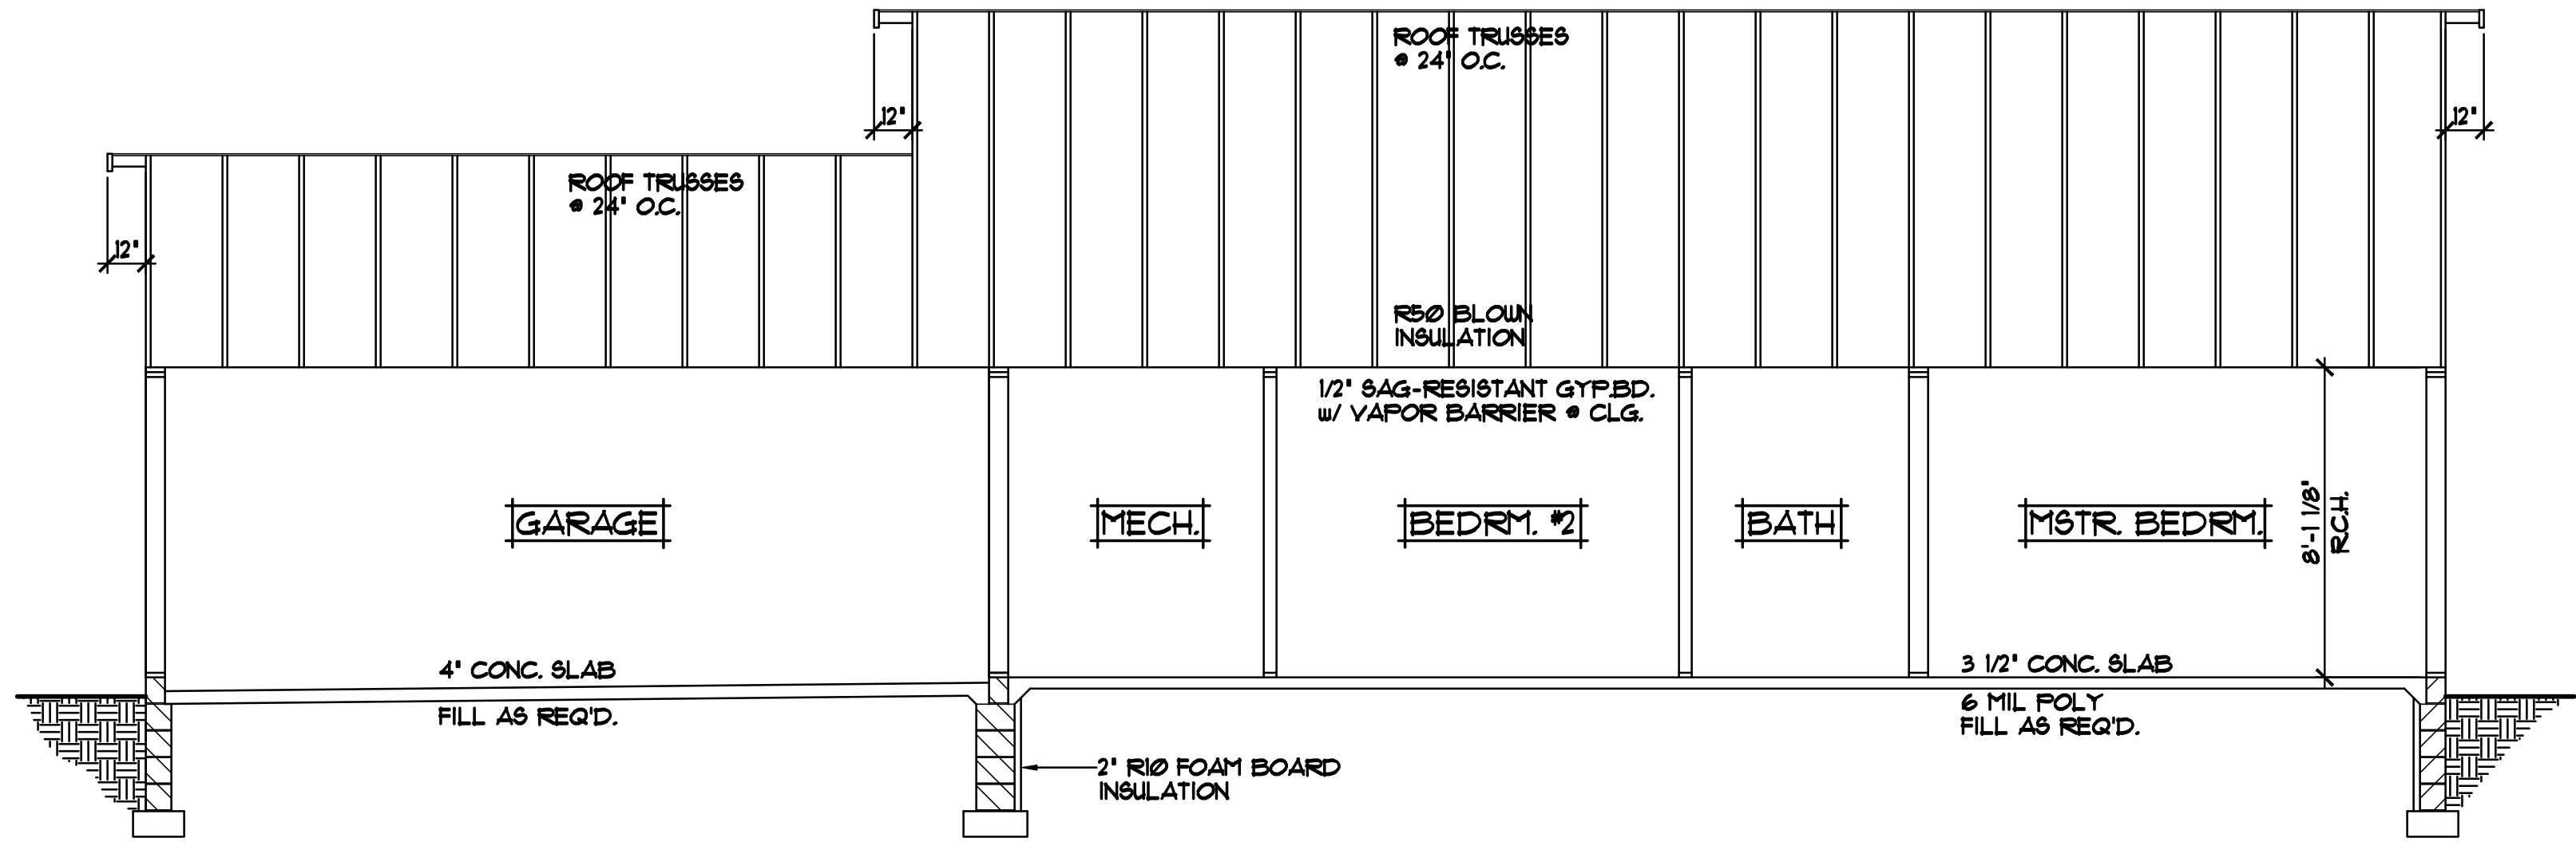 ROOF TRUSSES
@ 24" O.C.
12"
12"
12"
ROOF TRUSSES
@ 24" O.C.
R50 BLOWN
INSULATION
1/2" SAG-RESISTANT GYP.BD.
w/ VAPOR BARRIER @ CLG.
GARAGE
MECH.
BEDRM. #2
BATH
MSTR. BEDRM.
8'-1 1/8"
R.C.H.
4" CONC. SLAB
FILL AS REQ'D.
3 1/2" CONC. SLAB
6 MIL POLY
FILL AS REQ'D.
2" R10 FOAM BOARD
INSULATION